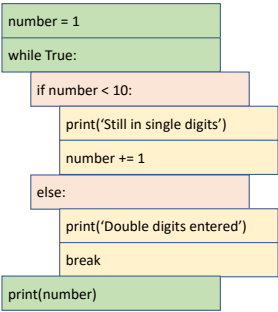 number = 1
while True:
if number < 10:
print(‘Still in single digits’)
number += 1
else:
print(‘Double digits entered’)
break
print(number)